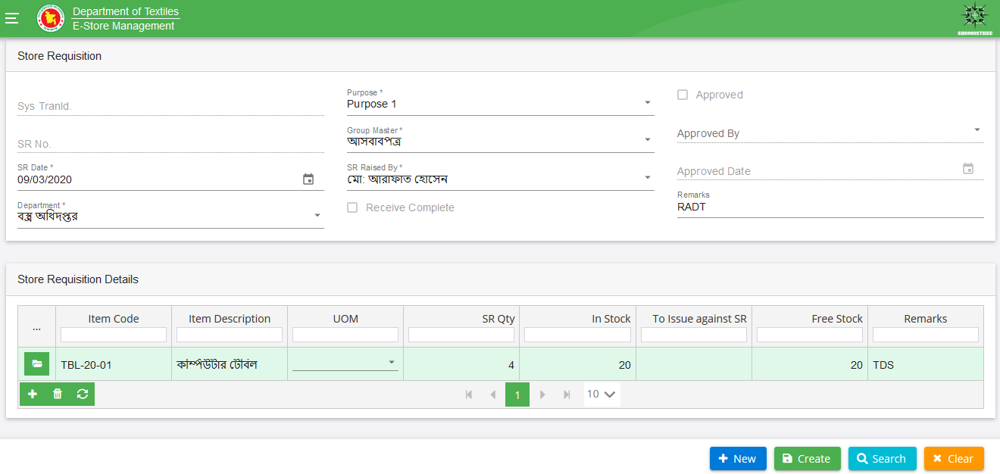 Department of Textiles
E-Store Management
SHOMOSTHEE
Store Requisition
Sys TranId.
SR No.
SR Date *
09/03/2020
Department *
বস্ত্র অধিদপ্তর
Purpose *
Purpose 1
Group Master *
আসবাবপত্র
SR Raised By *
মো: আরাফাত হোসেন
Receive Complete
Approved
Approved By
Approved Date
Remarks
RADT
Store Requisition Details
... Item Code Item Description UOM SR Qty In Stock To Issue against SR Free Stock Remarks
TBL-20-01 কম্পিউটার টেবিল 4 20 20 TDS
1 10
New Create Search Clear